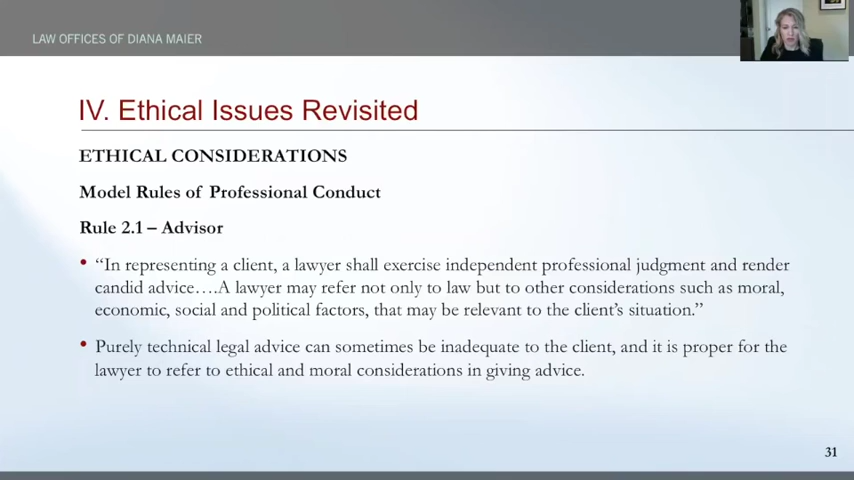 LAW OFFICES OF DIANA MAIER
IV. Ethical Issues Revisited
ETHICAL CONSIDERATIONS
Model Rules of Professional Conduct
Rule 2.1 – Advisor
• “In representing a client, a lawyer shall exercise independent professional judgment and render
candid advice….A lawyer may refer not only to law but to other considerations such as moral,
economic, social and political factors, that may be relevant to the client’s situation.”
• Purely technical legal advice can sometimes be inadequate to the client, and it is proper for the
lawyer to refer to ethical and moral considerations in giving advice.
31